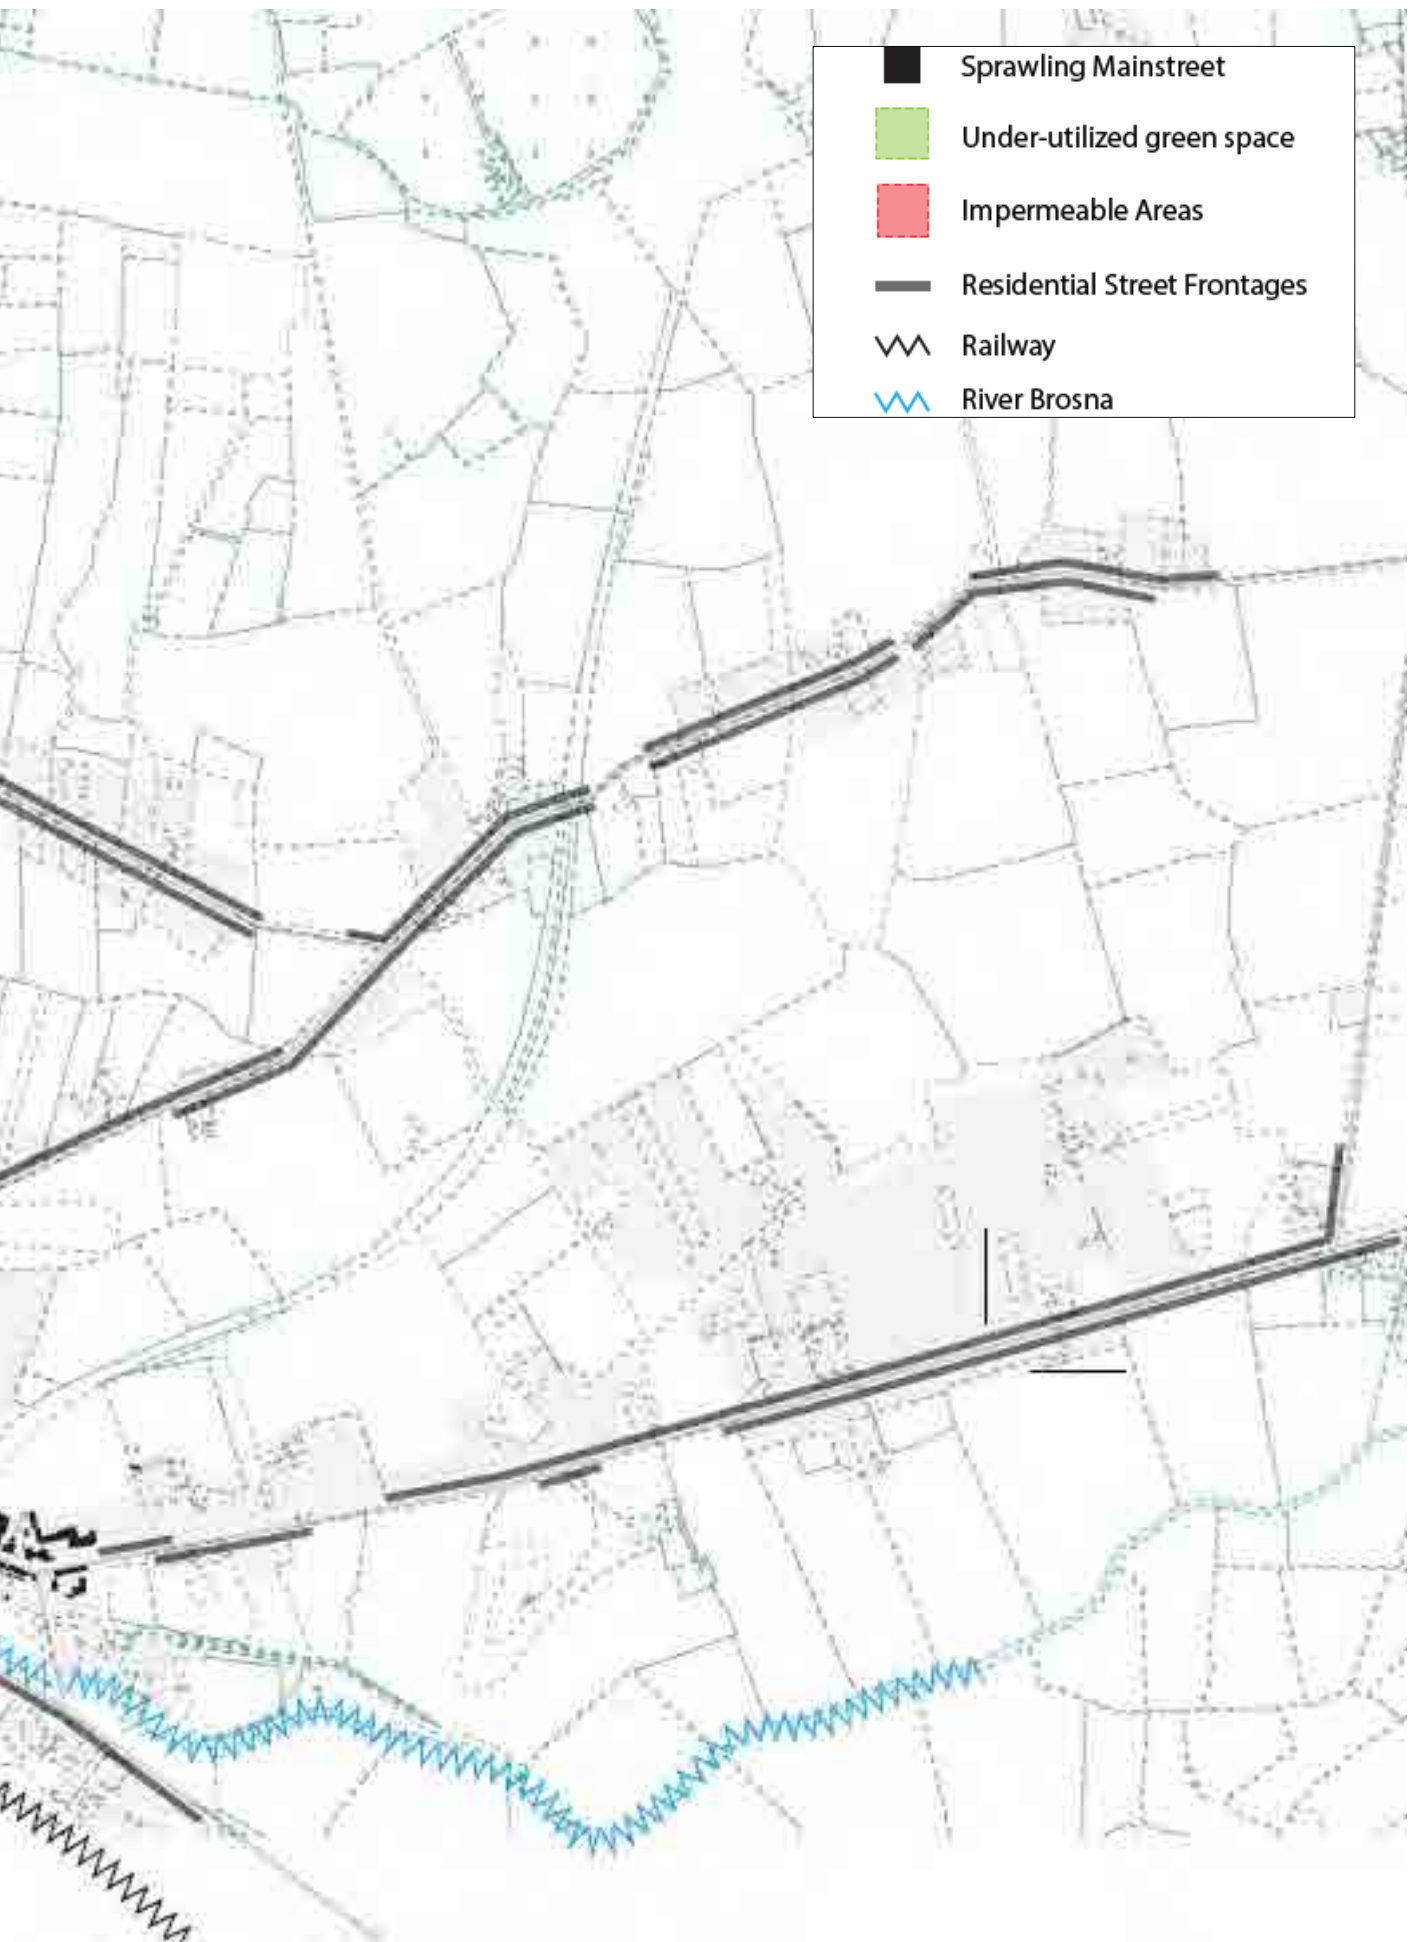 Sprawling Mainstreet
Under-utilized green space
Impermeable Areas
Residential Street Frontages
Railway
River Brosna